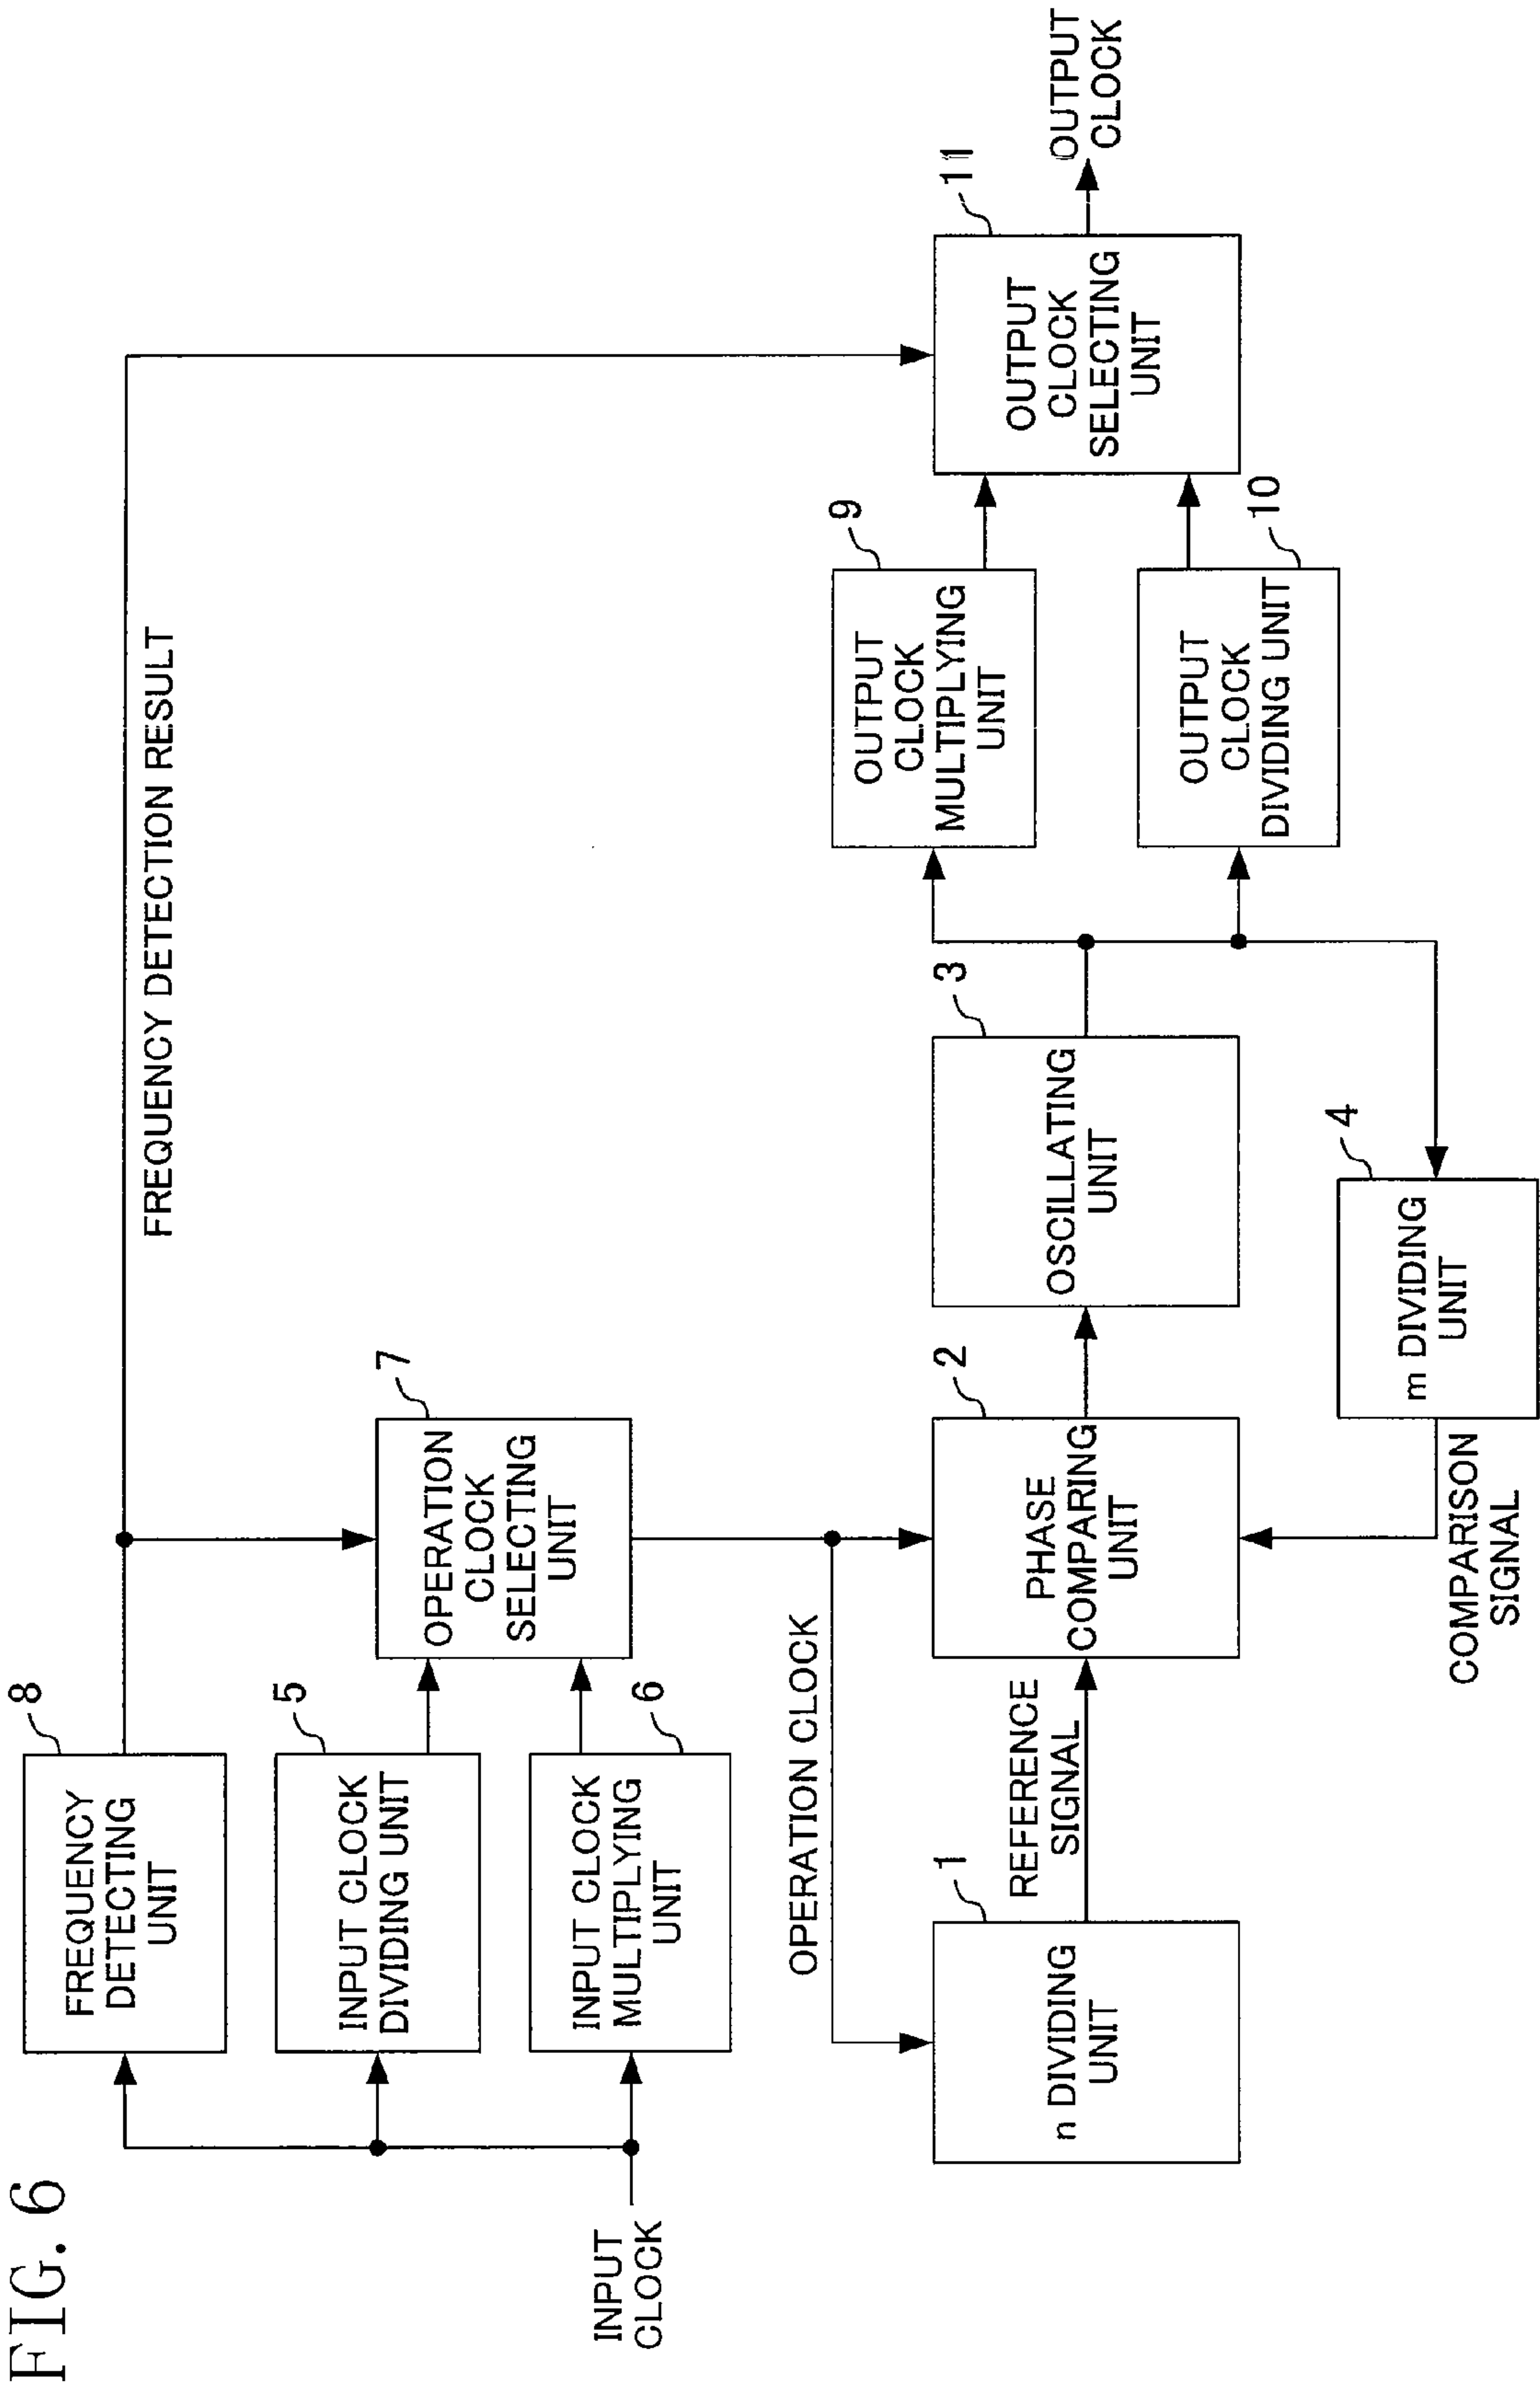 FIG. 6
FREQUENCY DETECTION RESULT
8
FREQUENCY
DETECTING
UNIT
5
INPUT CLOCK
DIVIDING UNIT
6
INPUT CLOCK
MULTIPLYING
UNIT
INPUT
CLOCK
7
OPERATION
CLOCK
SELECTING
UNIT
OPERATION CLOCK
1
n DIVIDING
UNIT
REFERENCE
SIGNAL
2
PHASE
COMPARING
UNIT
COMPARISON
SIGNAL
3
OSCILLATING
UNIT
4
m DIVIDING
UNIT
9
OUTPUT
CLOCK
MULTIPLYING
UNIT
10
OUTPUT
CLOCK
DIVIDING UNIT
11
OUTPUT
CLOCK
SELECTING
UNIT
OUTPUT
CLOCK